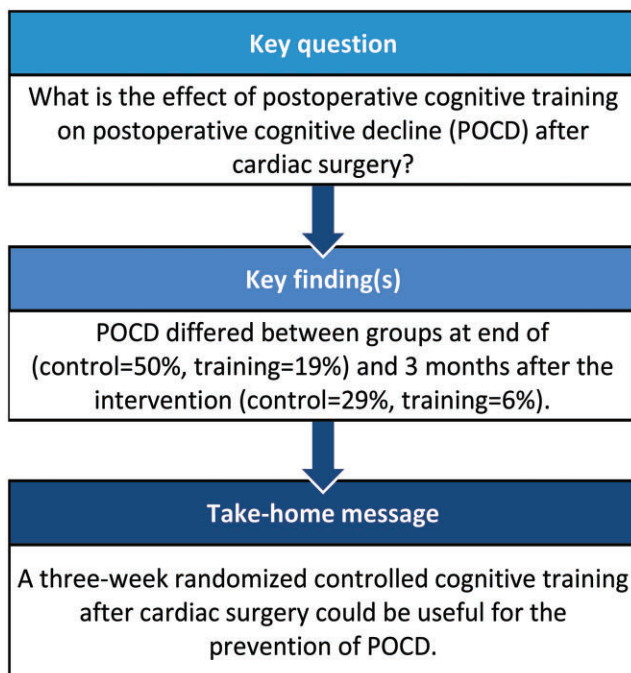 Key question
What is the effect of postoperative cognitive training
on postoperative cognitive decline (POCD) after
cardiac surgery?
Key finding(s)
POCD differed between groups at end of
(control=50%, training=19%) and 3 months after the
intervention (control=29%, training=6%).
Take-home message
A three-week randomized controlled cognitive training
after cardiac surgery could be useful for the
prevention of POCD.